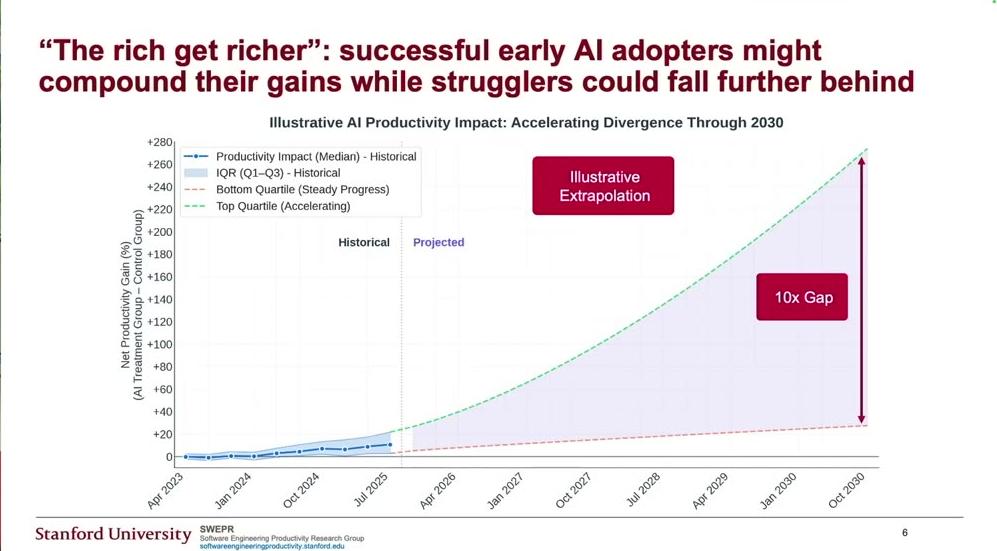 “The rich get richer”: successful early AI adopters might
compound their gains while strugglers could fall further behind
Illustrative AI Productivity Impact: Accelerating Divergence Through 2030
Net Productivity Gain (%)
(AI Treatment Group – Control Group)
+280
+260
+240
+220
+200
+180
+160
+140
+120
+100
+80
+60
+40
+20
0
Productivity Impact (Median) - Historical
IQR (Q1–Q3) - Historical
Bottom Quartile (Steady Progress)
Top Quartile (Accelerating)
Historical
Projected
Illustrative
Extrapolation
10x Gap
Apr 2023
Jan 2024
Oct 2024
Jul 2025
Apr 2026
Jan 2027
Oct 2027
Jul 2028
Apr 2029
Jan 2030
Oct 2030
Stanford University
SWEPR
Software Engineering Productivity Research Group
softwareengineeringproductivity.stanford.edu
6